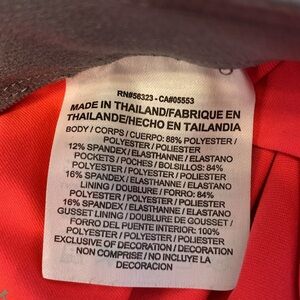 RN#56323 - CA#05553
MADE IN THAILAND/FABRIQUE EN
THAILANDE/HECHO EN TAILANDIA
BODY / CORPS / CUERPO: 88% POLYESTER /
POLYESTER / POLIESTER
12% SPANDEX / ELASTHANNE / ELASTANO
POCKETS / POCHES / BOLSILLOS: 84%
POLYESTER / POLYESTER / POLIESTER
16% SPANDEX / ELASTHANNE / ELASTANO
LINING / DOUBLURE / FORRO: 84%
POLYESTER / POLYESTER / POLIESTER
16% SPANDEX / ELASTHANNE / ELASTANO
GUSSET LINING / DOUBLURE DE GOUSSET /
FORRO DEL PUENTE INTERIOR: 100%
POLYESTER / POLYESTER / POLIESTER
EXCLUSIVE OF DECORATION / DECORATION
NON COMPRISE / NO INCLUYE LA
DECORACION